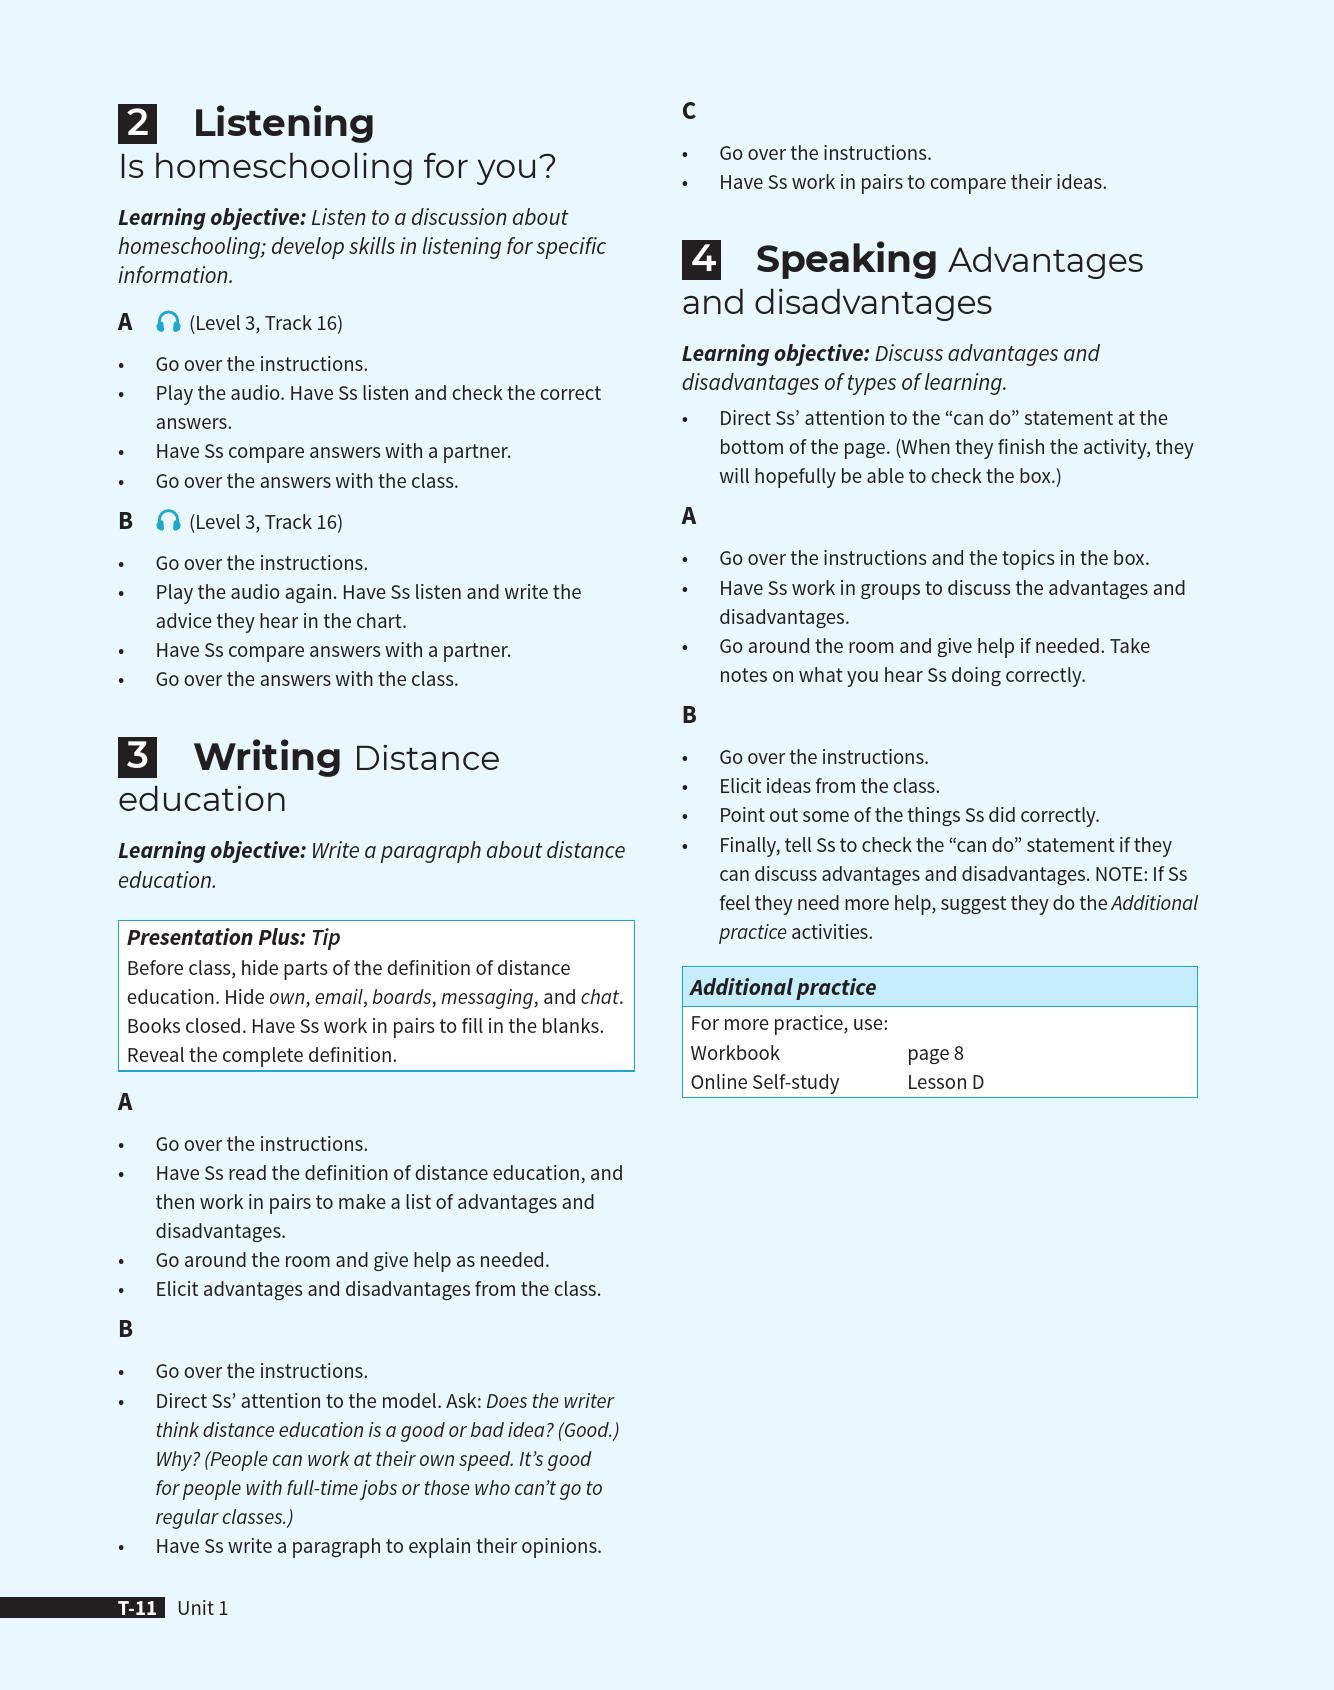 2 Listening
Is homeschooling for you?
Learning objective: Listen to a discussion about
homeschooling; develop skills in listening for specific
information.
A (Level 3, Track 16)
• Go over the instructions.
• Play the audio. Have Ss listen and check the correct
answers.
• Have Ss compare answers with a partner.
• Go over the answers with the class.
B (Level 3, Track 16)
• Go over the instructions.
• Play the audio again. Have Ss listen and write the
advice they hear in the chart.
• Have Ss compare answers with a partner.
• Go over the answers with the class.
3 Writing Distance
education
Learning objective: Write a paragraph about distance
education.
Presentation Plus: Tip
Before class, hide parts of the definition of distance
education. Hide own, email, boards, messaging, and chat.
Books closed. Have Ss work in pairs to fill in the blanks.
Reveal the complete definition.
A
• Go over the instructions.
• Have Ss read the definition of distance education, and
then work in pairs to make a list of advantages and
disadvantages.
• Go around the room and give help as needed.
• Elicit advantages and disadvantages from the class.
B
• Go over the instructions.
• Direct Ss’ attention to the model. Ask: Does the writer
think distance education is a good or bad idea? (Good.)
Why? (People can work at their own speed. It’s good
for people with full-time jobs or those who can’t go to
regular classes.)
• Have Ss write a paragraph to explain their opinions.
C
• Go over the instructions.
• Have Ss work in pairs to compare their ideas.
4 Speaking Advantages
and disadvantages
Learning objective: Discuss advantages and
disadvantages of types of learning.
• Direct Ss’ attention to the “can do” statement at the
bottom of the page. (When they finish the activity, they
will hopefully be able to check the box.)
A
• Go over the instructions and the topics in the box.
• Have Ss work in groups to discuss the advantages and
disadvantages.
• Go around the room and give help if needed. Take
notes on what you hear Ss doing correctly.
B
• Go over the instructions.
• Elicit ideas from the class.
• Point out some of the things Ss did correctly.
• Finally, tell Ss to check the “can do” statement if they
can discuss advantages and disadvantages. NOTE: If Ss
feel they need more help, suggest they do the Additional
practice activities.
Additional practice
For more practice, use:
Workbook page 8
Online Self-study Lesson D
T-11 Unit 1